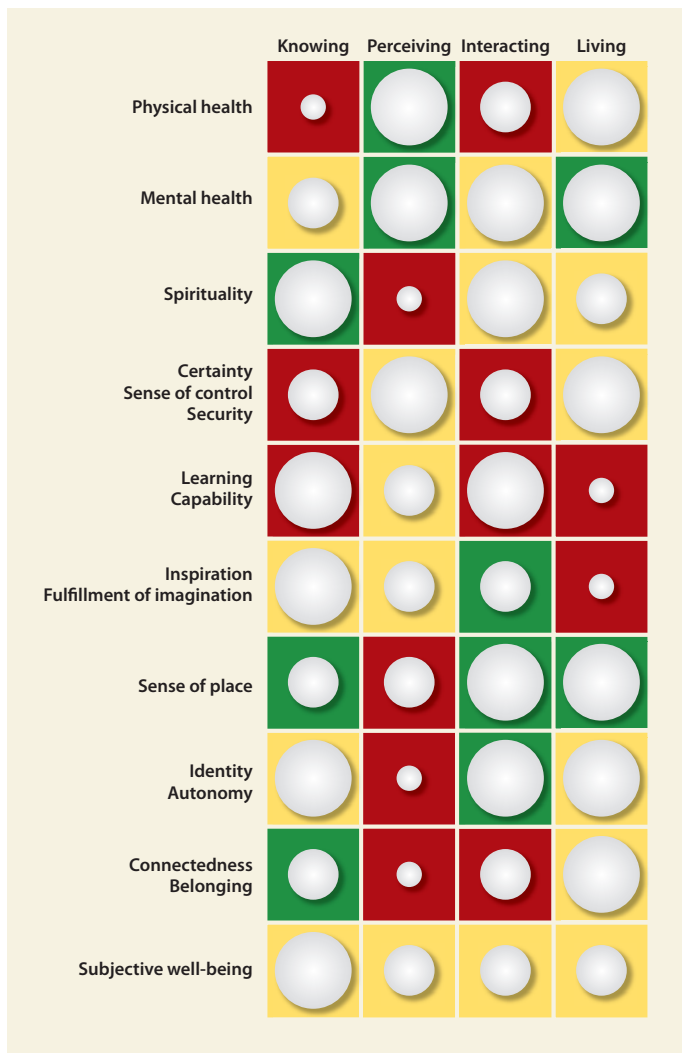 Knowing Perceiving Interacting Living
Physical health
Mental health
Spirituality
Certainty
Sense of control
Security
Learning
Capability
Inspiration
Fulfillment of imagination
Sense of place
Identity
Autonomy
Connectedness
Belonging
Subjective well-being